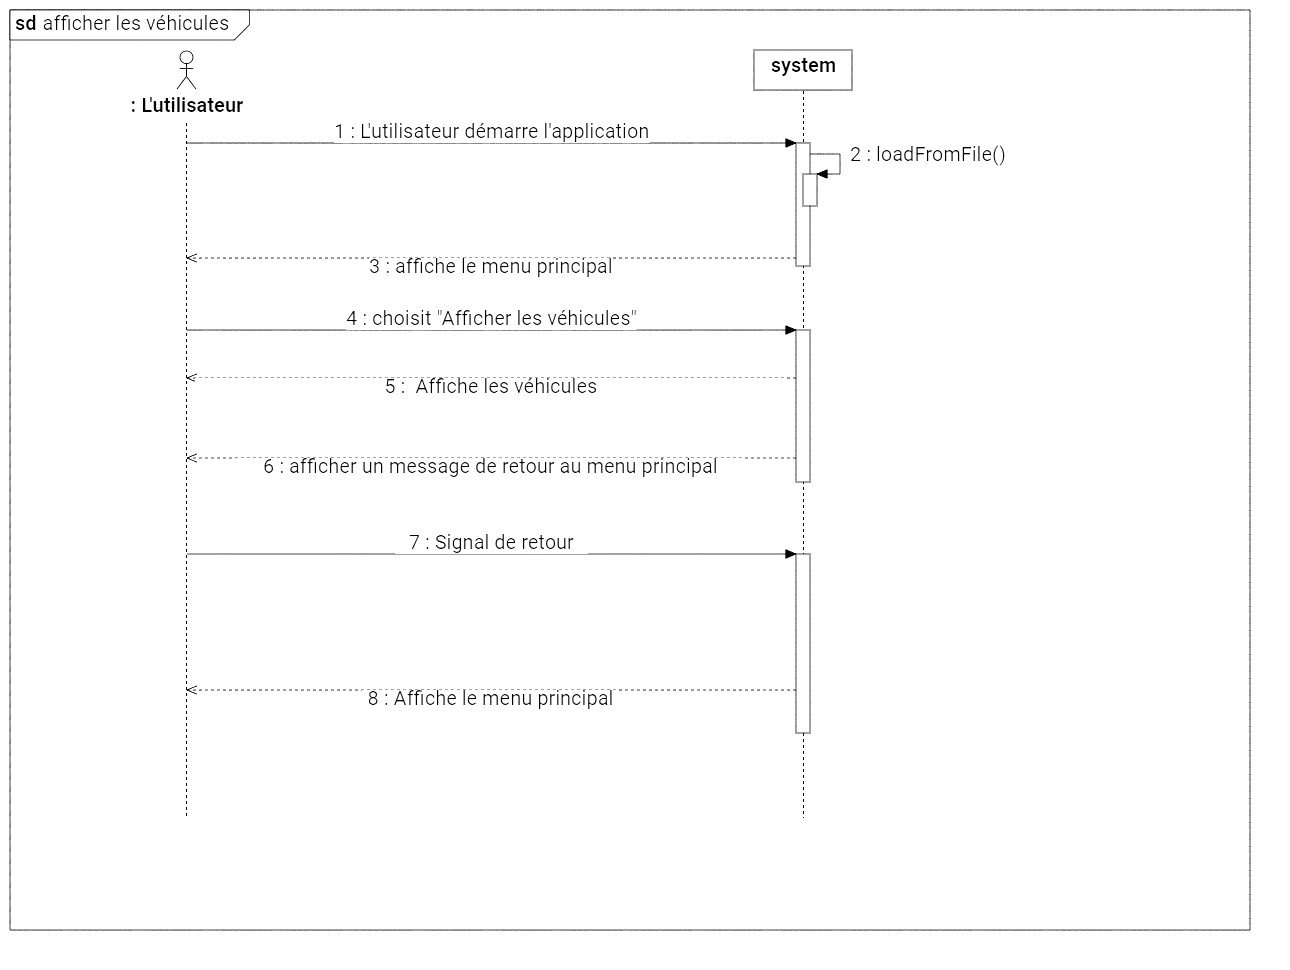 sd afficher les véhicules
system
: L'utilisateur
1 : L'utilisateur démarre l'application
2 : loadFromFile()
3 : affiche le menu principal
4 : choisit "Afficher les véhicules"
5 :  Affiche les véhicules
6 : afficher un message de retour au menu principal
7 : Signal de retour
8 : Affiche le menu principal